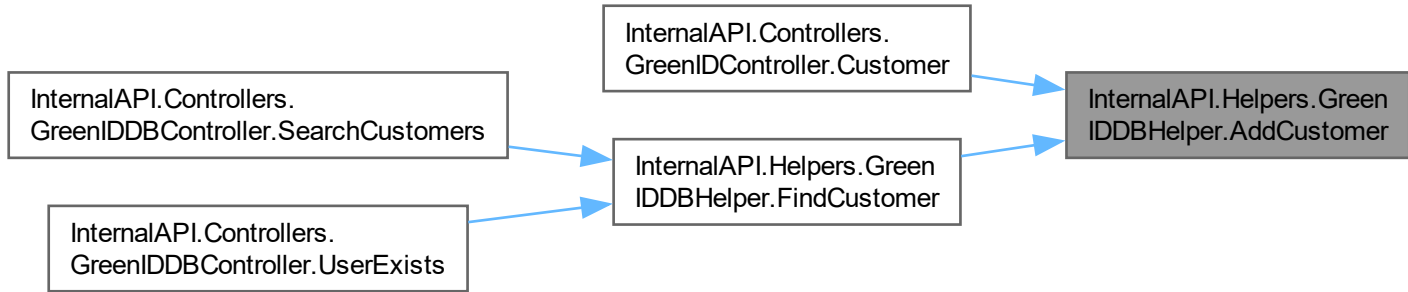 InternalAPI.Controllers.
GreenIDController.Customer
InternalAPI.Controllers.
GreenIDDBController.SearchCustomers
InternalAPI.Helpers.Green
IDDBHelper.AddCustomer
InternalAPI.Helpers.Green
IDDBHelper.FindCustomer
InternalAPI.Controllers.
GreenIDDBController.UserExists